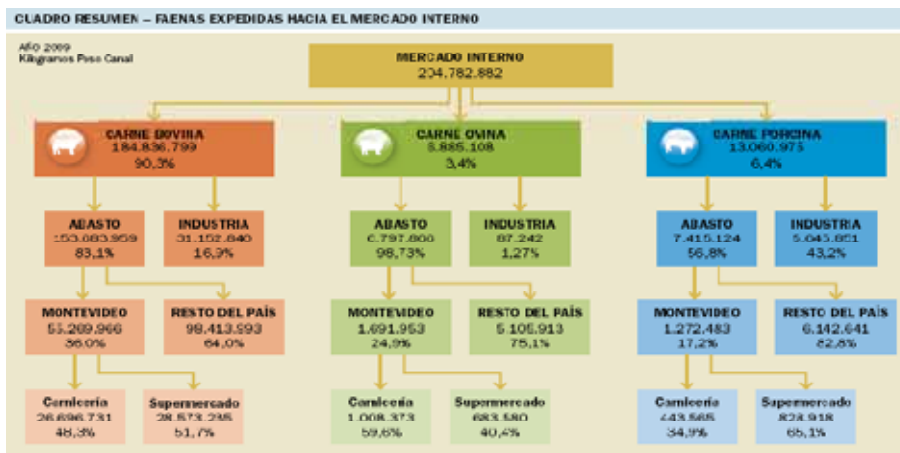 CUADRO RESUMEN – FAENAS EXPEDIDAS HACIA EL MERCADO INTERNO
Año 2009
Kilogramos Peso Canal
MERCADO INTERNO
204.782.882
CARNE BOVINA
184.836.799
90,3%
CARNE OVINA
6.885.108
3,4%
CARNE PORCINA
13.060.975
6,4%
ABASTO
153.683.959
83,1%
INDUSTRIA
31.152.840
16,9%
ABASTO
6.797.866
98,73%
INDUSTRIA
87.242
1,27%
ABASTO
7.415.124
56,8%
INDUSTRIA
5.645.851
43,2%
MONTEVIDEO
55.269.966
36,0%
RESTO DEL PAÍS
98.413.993
64,0%
MONTEVIDEO
1.691.953
24,9%
RESTO DEL PAÍS
5.105.913
75,1%
MONTEVIDEO
1.272.483
17,2%
RESTO DEL PAÍS
6.142.641
82,8%
Carnicería
26.696.731
48,3%
Supermercado
28.573.235
51,7%
Carnicería
1.008.373
59,6%
Supermercado
683.580
40,4%
Carnicería
443.565
34,9%
Supermercado
828.918
65,1%